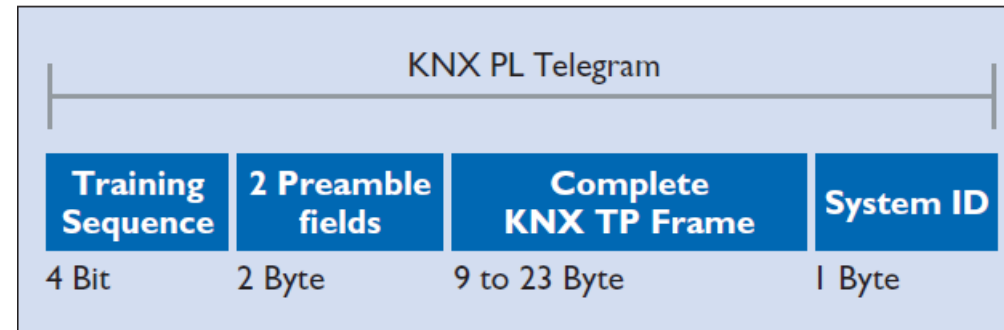 KNX PL Telegram
Training
Sequence
2 Preamble
fields
Complete
KNX TP Frame
System ID
4 Bit
2 Byte
9 to 23 Byte
1 Byte